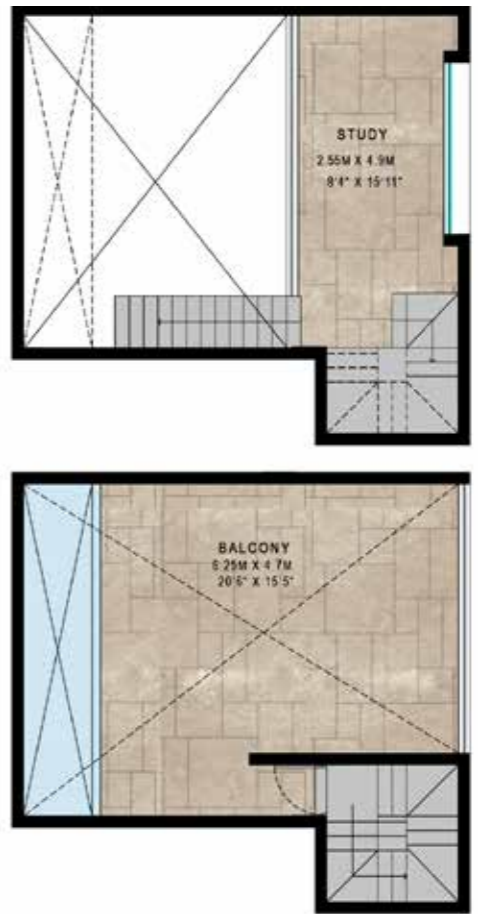 STUDY
2.55M X 4.9M
8'4" X 15'11"
BALCONY
6.25M X 4.7M
20'6" X 15'5"